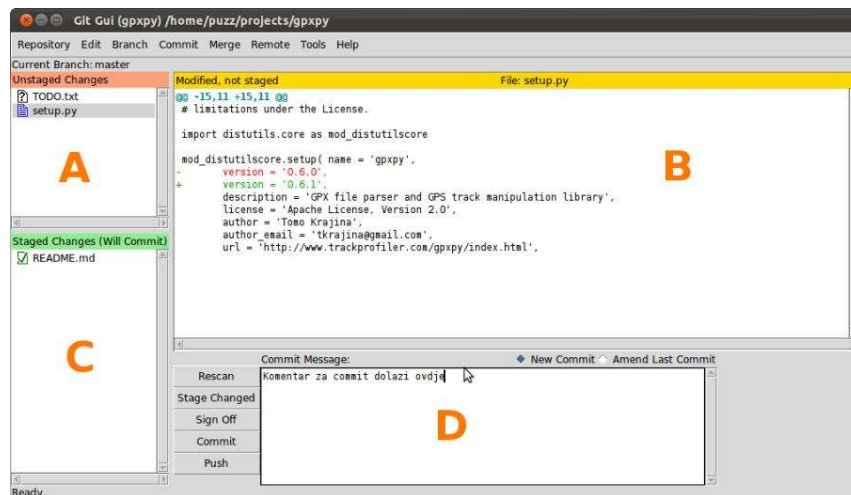 Git Gui (gpxpy) /home/puzz/projects/gpxpy
Repository Edit Branch Commit Merge Remote Tools Help
Current Branch: master
Unstaged Changes
TODO.txt
setup.py
A
Modified, not staged File: setup.py
@@ -15,11 +15,11 @@
# limitations under the License.
import distutils.core as mod_distutilscore
mod_distutilscore.setup( name = 'gpxpy',
- version = '0.6.0',
+ version = '0.6.1',
description = 'GPX file parser and GPS track manipulation library',
license = 'Apache License, Version 2.0',
author = 'Tomo Krajina',
author_email = 'tkrajina@gmail.com',
url = 'http://www.trackprofiler.com/gpxpy/index.html',
B
Staged Changes (Will Commit)
README.md
C
Commit Message: New Commit Amend Last Commit
Rescan
Stage Changed
Sign Off
Commit
Push
Komentar za commit dolazi ovdje
D
Ready.